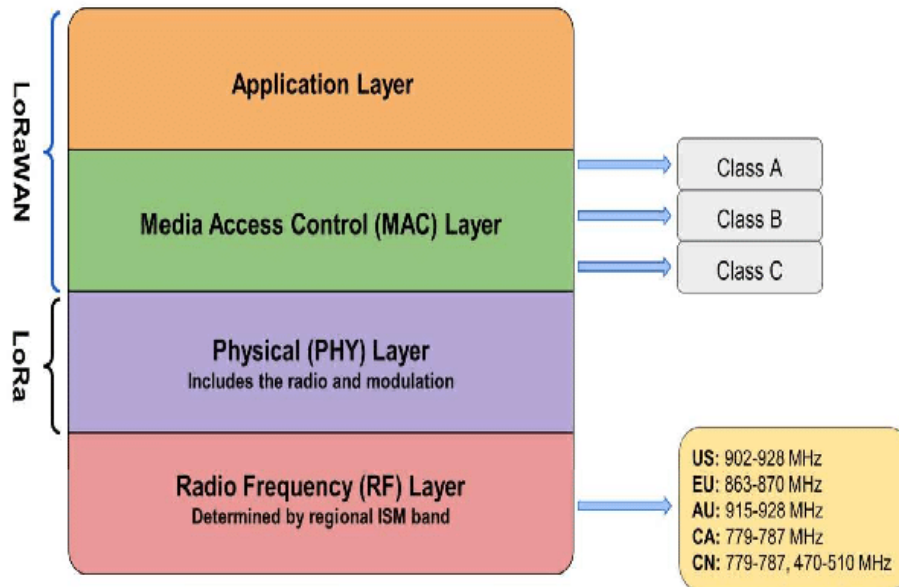 LoRaWAN
Application Layer
Media Access Control (MAC) Layer
Class A
Class B
Class C
LoRa
Physical (PHY) Layer
Includes the radio and modulation
Radio Frequency (RF) Layer
Determined by regional ISM band
US: 902-928 MHz
EU: 863-870 MHz
AU: 915-928 MHz
CA: 779-787 MHz
CN: 779-787, 470-510 MHz